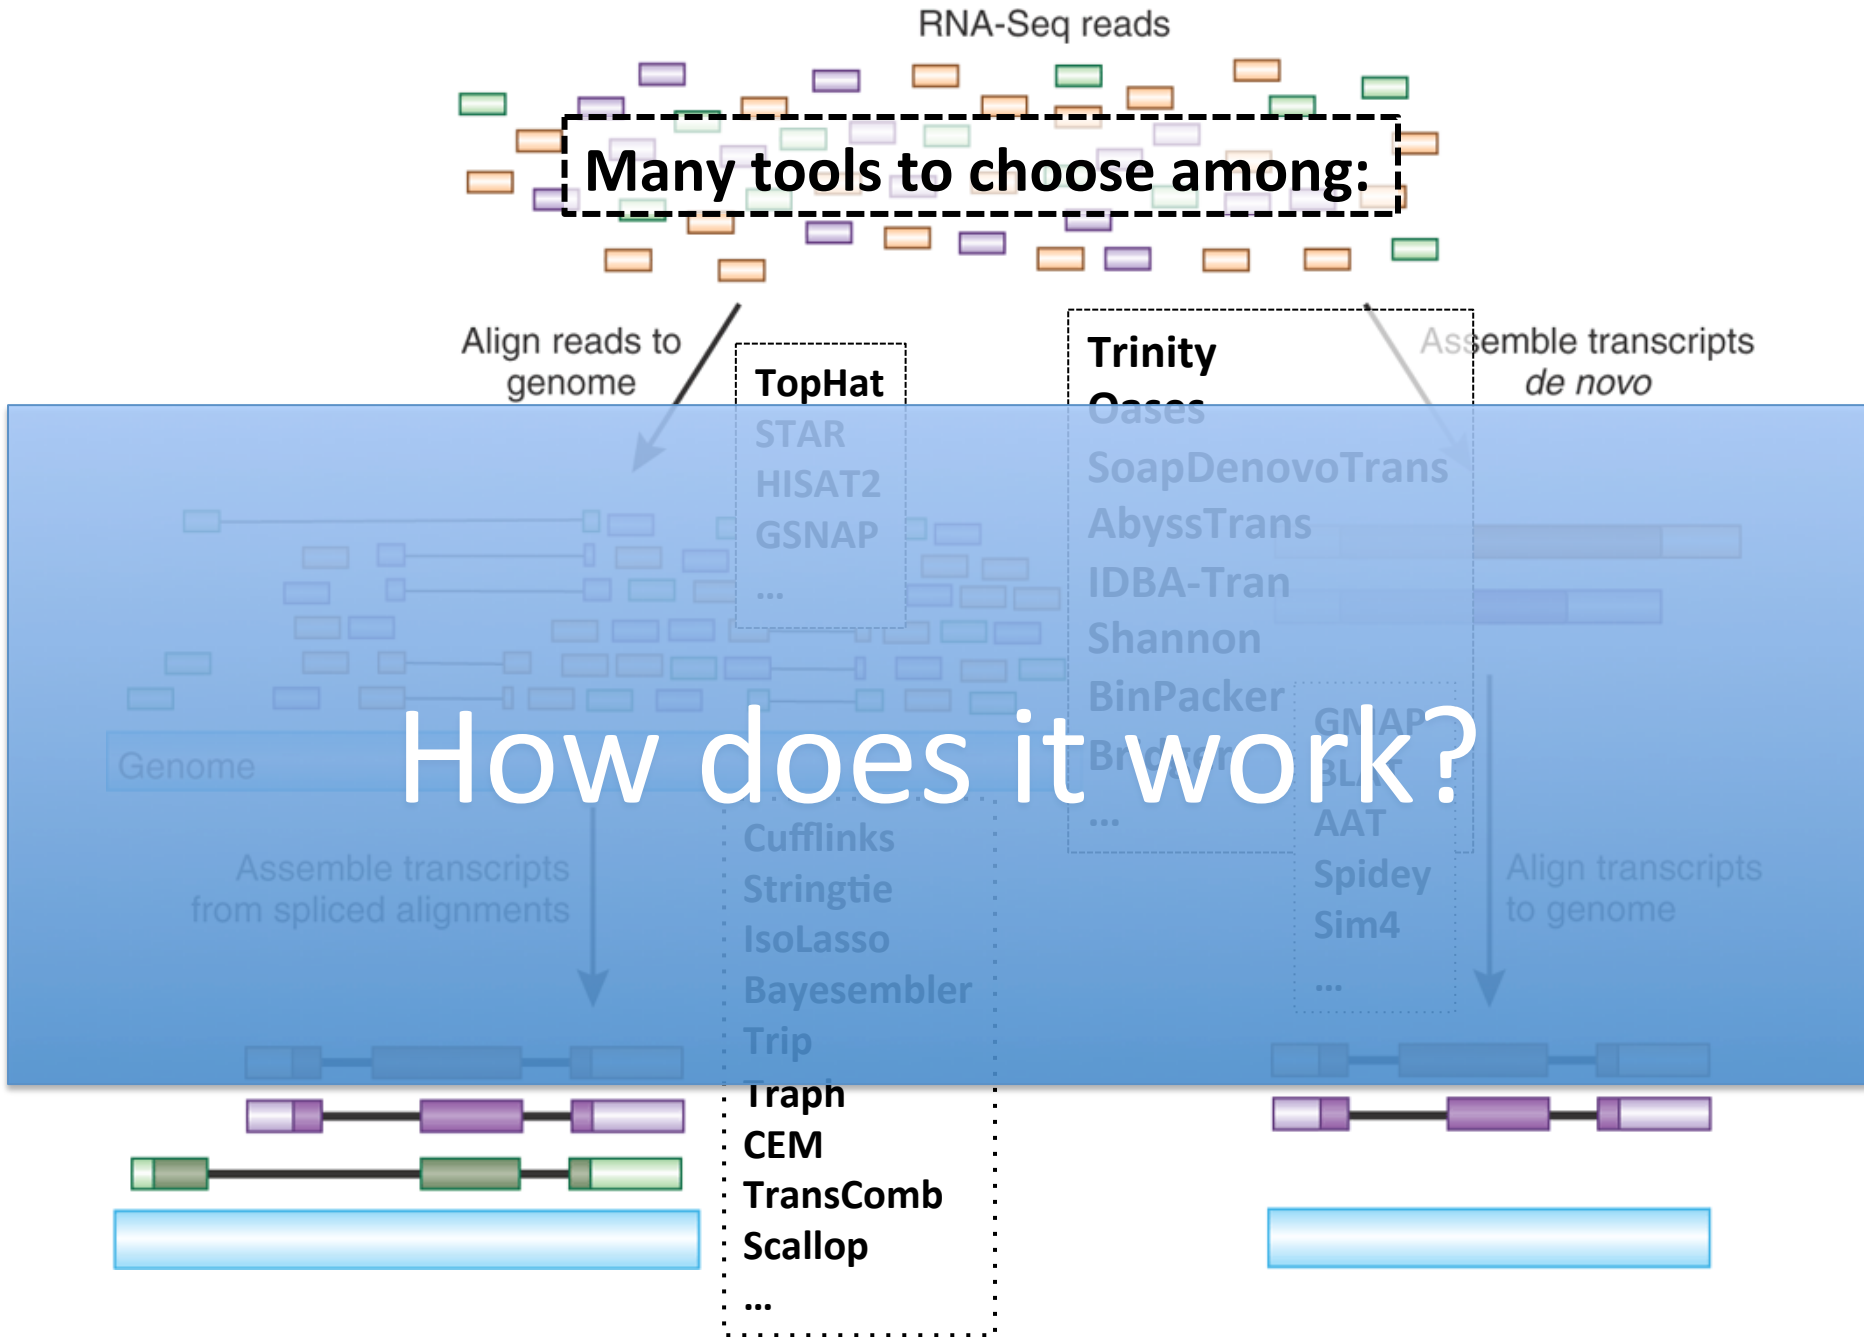 RNA-Seq reads
Many tools to choose among:
Align reads to
genome
TopHat
STAR
HISAT2
GSNAP
...
Trinity
Oases
SoapDenovoTrans
AbyssTrans
IDBA-Tran
Shannon
BinPacker
Bridger
...
Assemble transcripts
de novo
Genome
How does it work?
GMAP
BLAT
AAT
Spidey
Sim4
...
Assemble transcripts
from spliced alignments
Cufflinks
Stringtie
IsoLasso
Bayesembler
Trip
Traph
CEM
TransComb
Scallop
...
Align transcripts
to genome